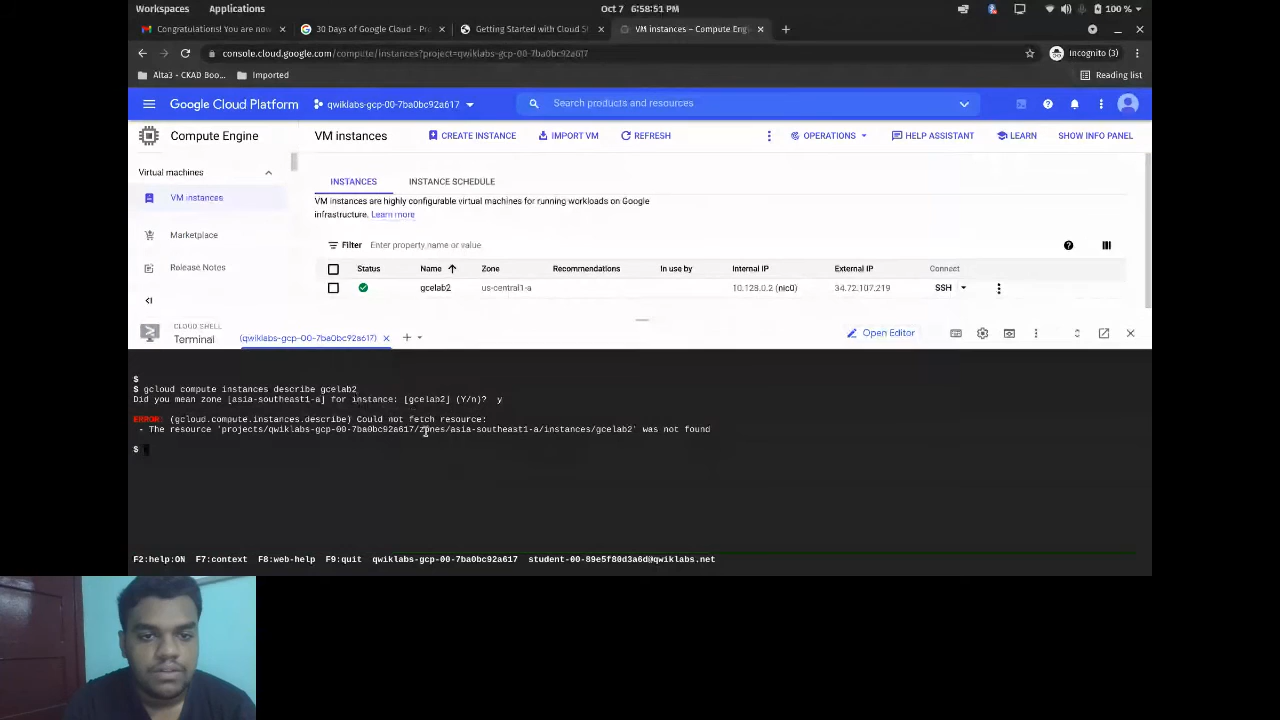 Workspaces Applications Oct 7 6:58:51 PM 100 %
Congratulations! You are now 30 Days of Google Cloud - Pro Getting Started with Cloud S VM instances – Compute Eng
console.cloud.google.com/compute/instances?project=qwiklabs-gcp-00-7ba0bc92a617 Incognito (3)
Alta3 - CKAD Boo... Imported Reading list
Google Cloud Platform qwiklabs-gcp-00-7ba0bc92a617 Search products and resources
Compute Engine VM instances CREATE INSTANCE IMPORT VM REFRESH OPERATIONS HELP ASSISTANT LEARN SHOW INFO PANEL
Virtual machines
INSTANCES INSTANCE SCHEDULE
VM instances
VM instances are highly configurable virtual machines for running workloads on Google
infrastructure. Learn more
Marketplace
Filter Enter property name or value
Release Notes
Status Name Zone Recommendations In use by Internal IP External IP Connect
gcelab2 us-central1-a 10.128.0.2 (nic0) 34.72.107.219 SSH
CLOUD SHELL
Terminal (qwiklabs-gcp-00-7ba0bc92a617) Open Editor
$
$ gcloud compute instances describe gcelab2
Did you mean zone [asia-southeast1-a] for instance: [gcelab2] (Y/n)? y
ERROR: (gcloud.compute.instances.describe) Could not fetch resource:
- The resource 'projects/qwiklabs-gcp-00-7ba0bc92a617/zones/asia-southeast1-a/instances/gcelab2' was not found
$
F2:help:ON F7:context F8:web-help F9:quit qwiklabs-gcp-00-7ba0bc92a617 student-00-89e5f80d3a6d@qwiklabs.net